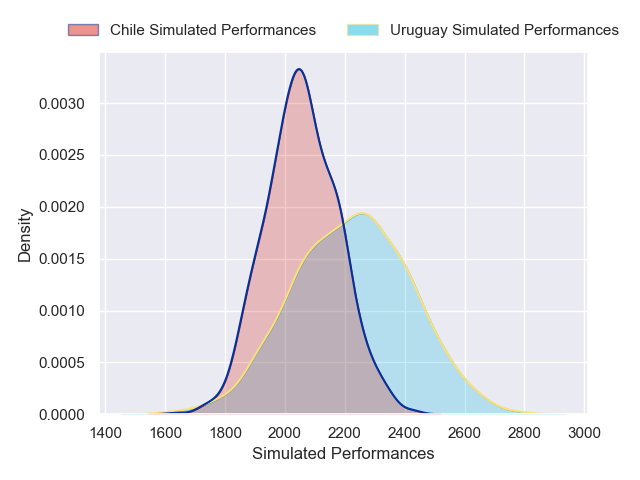 Chile Simulated Performances
Uruguay Simulated Performances
0.0030
0.0025
0.0020
0.0015
0.0010
0.0005
0.0000
Density
1400 1600 1800 2000 2200 2400 2600 2800 3000
Simulated Performances